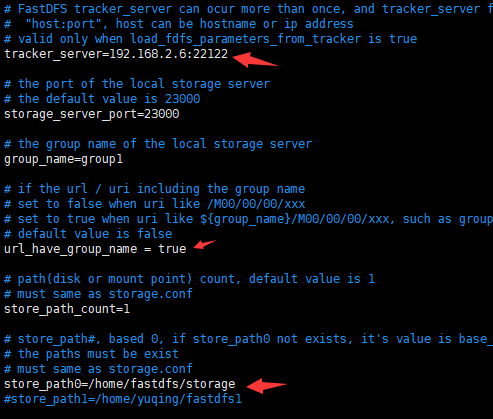 # FastDFS tracker_server can ocur more than once, and tracker_server f
#  "host:port", host can be hostname or ip address
# valid only when load_fdfs_parameters_from_tracker is true
tracker_server=192.168.2.6:22122
# the port of the local storage server
# the default value is 23000
storage_server_port=23000
# the group name of the local storage server
group_name=group1
# if the url / uri including the group name
# set to false when uri like /M00/00/00/xxx
# set to true when uri like ${group_name}/M00/00/00/xxx, such as group
# default value is false
url_have_group_name = true
# path(disk or mount point) count, default value is 1
# must same as storage.conf
store_path_count=1
# store_path#, based 0, if store_path0 not exists, it's value is base_
# the paths must be exist
# must same as storage.conf
store_path0=/home/fastdfs/storage
#store_path1=/home/yuqing/fastdfs1